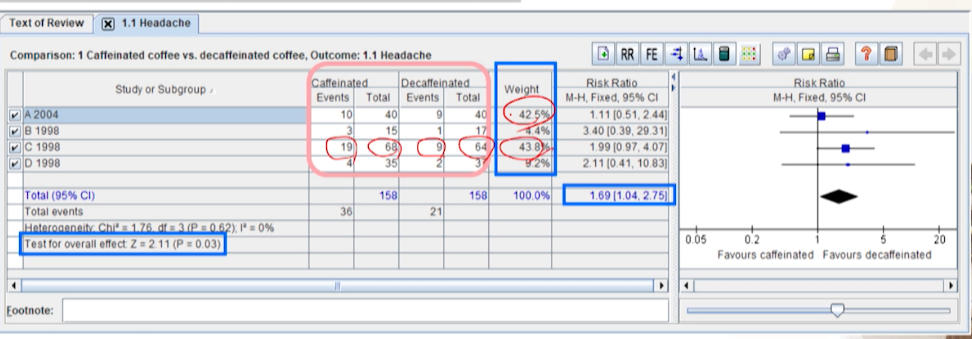 Text of Review 1.1 Headache
Comparison: 1 Caffeinated coffee vs. decaffeinated coffee, Outcome: 1.1 Headache
RR FE
Caffeinated Decaffeinated Risk Ratio Risk Ratio
Study or Subgroup Events Total Events Total Weight M-H, Fixed, 95% CI M-H, Fixed, 95% CI
A 2004 10 40 9 40 42.5% 1.11 [0.51, 2.44]
B 1998 3 15 1 17 4.4% 3.40 [0.39, 29.31]
C 1998 19 68 9 64 43.8% 1.99 [0.97, 4.07]
D 1998 4 35 2 37 9.2% 2.11 [0.41, 10.83]
Total (95% CI) 158 158 100.0% 1.69 [1.04, 2.75]
Total events 36 21
Heterogeneity: Chi² = 1.76, df = 3 (P = 0.62); I² = 0%
Test for overall effect: Z = 2.11 (P = 0.03)
0.05 0.2 1 5 20
Favours caffeinated Favours decaffeinated
Footnote: